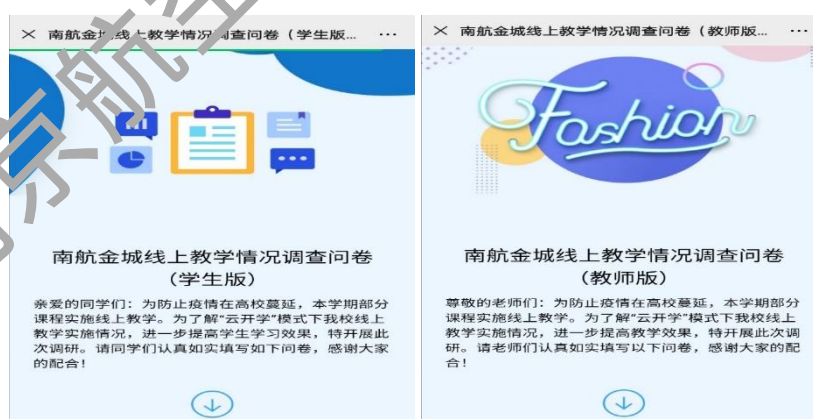 南航金城线上教学情况调查问卷（学生版...
南航金城线上教学情况调查问卷
（学生版）
亲爱的同学们：为防止疫情在高校蔓延，本学期部分
课程实施线上教学。为了解“云开学”模式下我校线上
教学实施情况，进一步提高学生学习效果，特开展此
次调研。请同学们认真如实填写如下问卷，感谢大家
的配合！
南航金城线上教学情况调查问卷（教师版...
Fashion
南航金城线上教学情况调查问卷
（教师版）
尊敬的老师们：为防止疫情在高校蔓延，本学期部分
课程实施线上教学。为了解“云开学”模式下我校线上
教学实施情况，进一步提高教学效果，特开展此次调
研。请老师们认真如实填写以下问卷，感谢大家的配
合！
京航